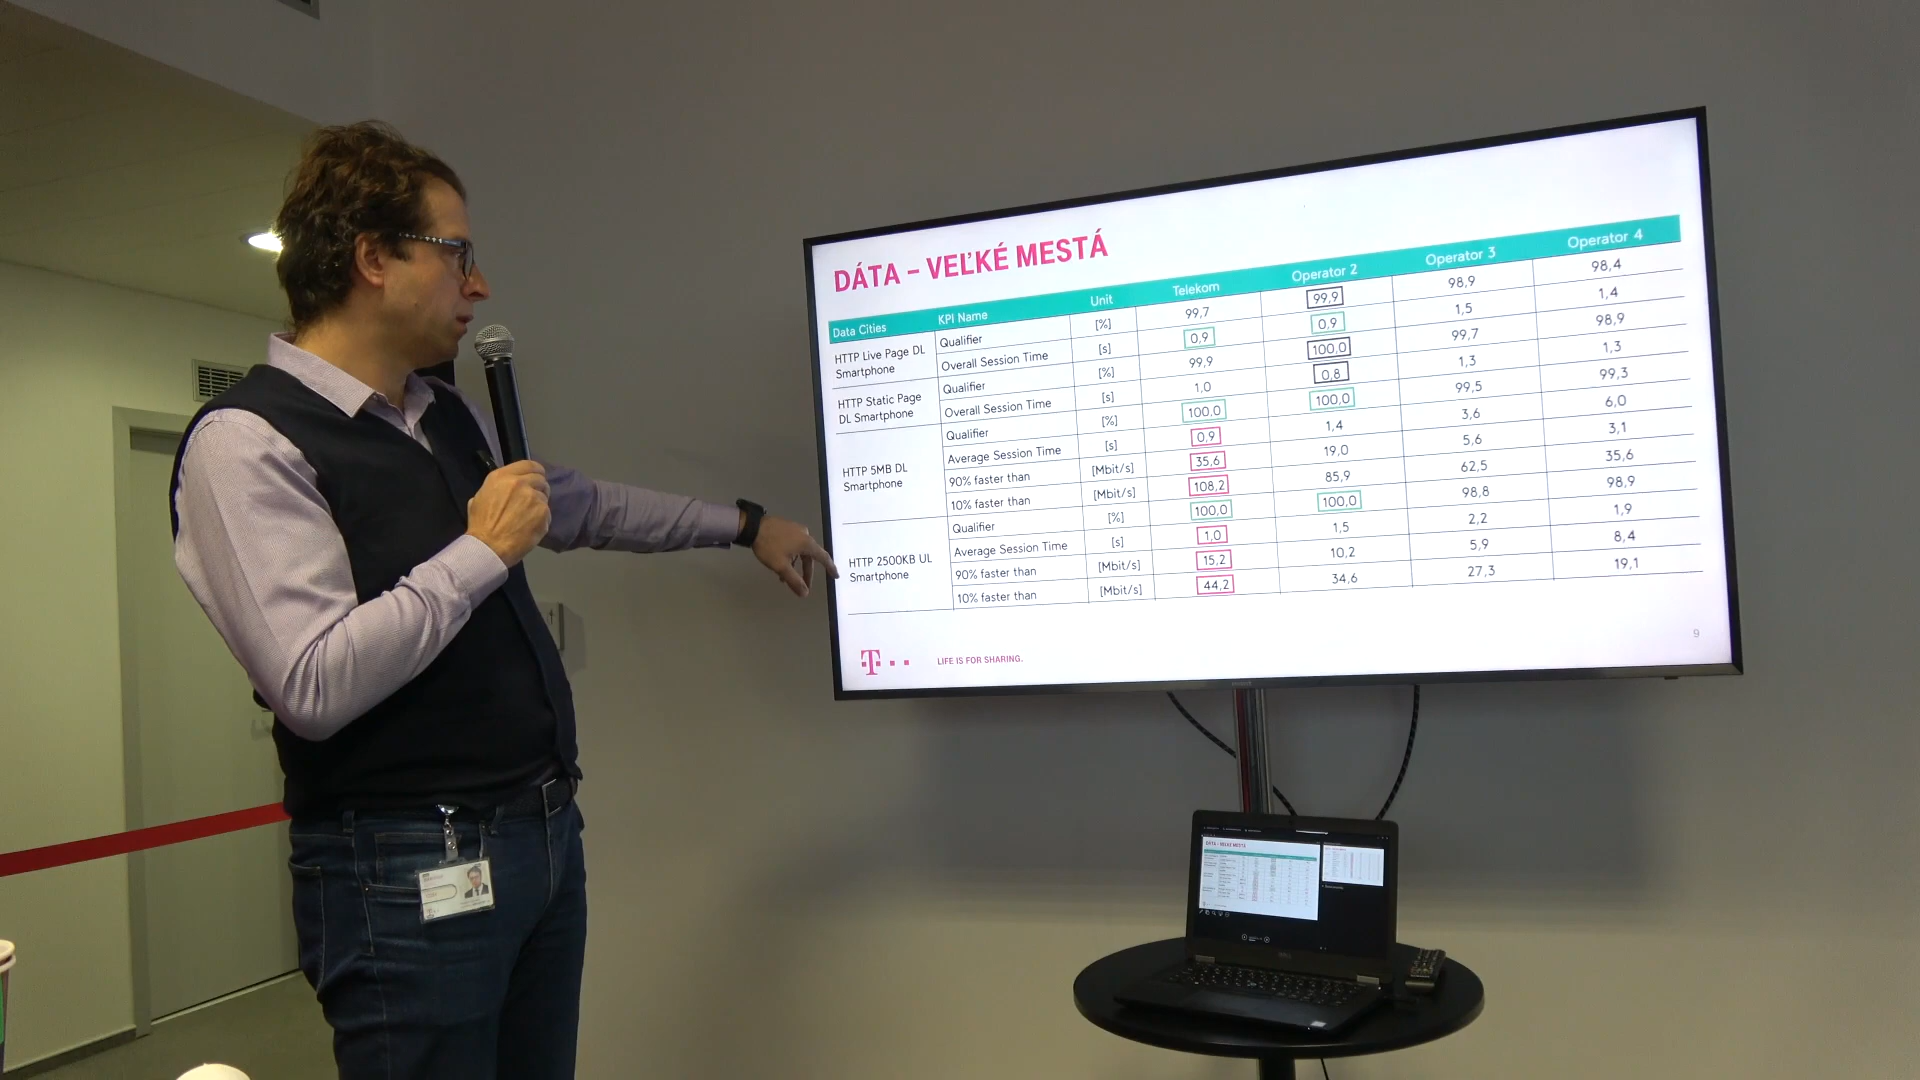 DÁTA – VEĽKÉ MESTÁ
Data Cities KPI Name Unit Telekom Operator 2 Operator 3 Operator 4
HTTP Live Page DL Smartphone Qualifier [%] 99,7 99,9 98,9 98,4
Overall Session Time [s] 0,9 0,9 1,5 1,4
HTTP Static Page DL Smartphone Qualifier [%] 99,9 100,0 99,7 98,9
Overall Session Time [s] 1,0 0,8 1,3 1,3
HTTP 5MB DL Smartphone Qualifier [%] 100,0 100,0 99,5 99,3
Average Session Time [s] 0,9 1,4 3,6 6,0
90% faster than [Mbit/s] 35,6 19,0 5,6 3,1
10% faster than [Mbit/s] 108,2 85,9 62,5 35,6
HTTP 2500KB UL Smartphone Qualifier [%] 100,0 100,0 98,8 98,9
Average Session Time [s] 1,0 1,5 2,2 1,9
90% faster than [Mbit/s] 15,2 10,2 5,9 8,4
10% faster than [Mbit/s] 44,2 34,6 27,3 19,1
9
T
LIFE IS FOR SHARING.
DÁTA – VEĽKÉ MESTÁ